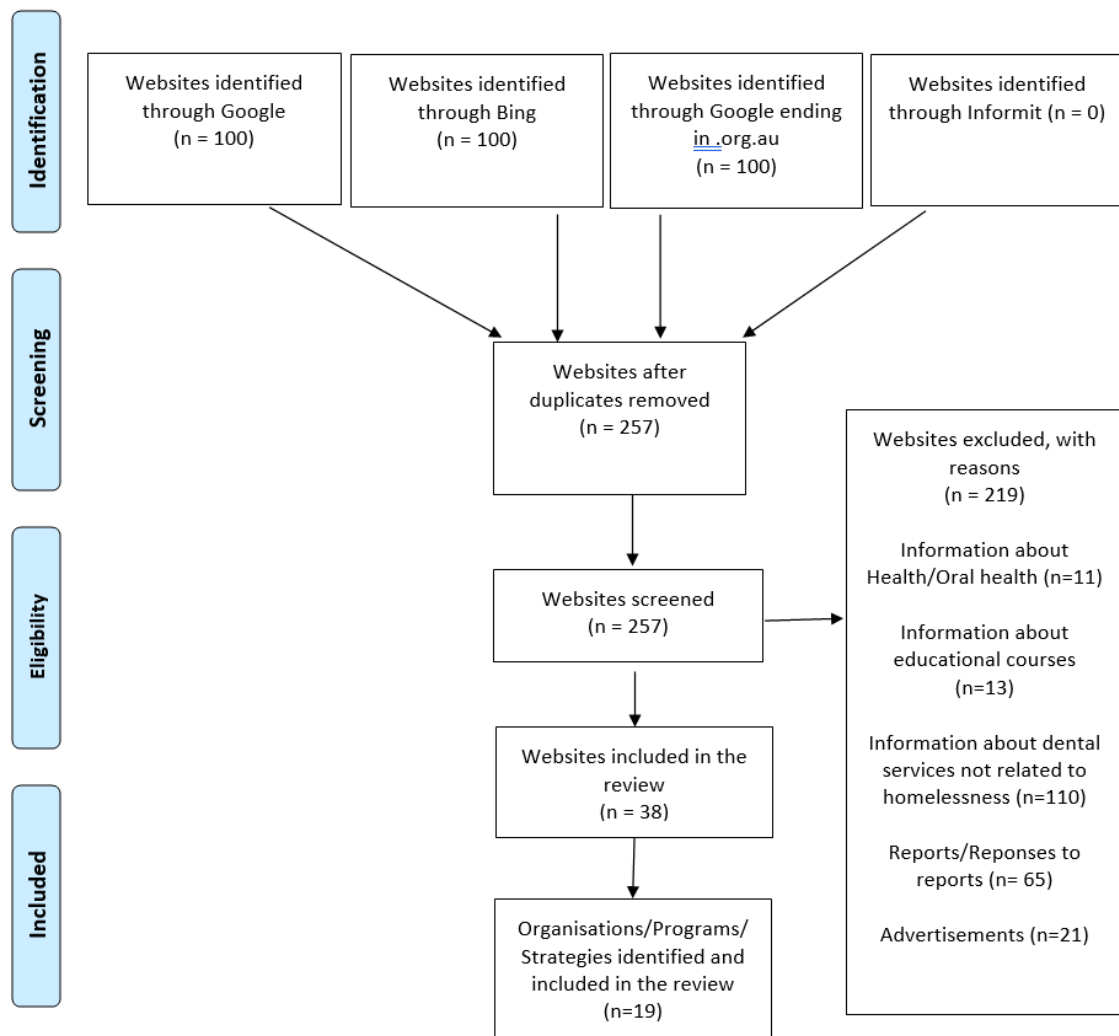 Identification
Websites identified
through Google
(n = 100)
Websites identified
through Bing
(n = 100)
Websites identified
through Google ending
in .org.au
(n = 100)
Websites identified
through Informit (n = 0)
Screening
Websites after
duplicates removed
(n = 257)
Eligibility
Websites screened
(n = 257)
Websites excluded, with
reasons
(n = 219)
Information about
Health/Oral health (n=11)
Information about
educational courses
(n=13)
Information about dental
services not related to
homelessness (n=110)
Reports/Reponses to
reports (n= 65)
Advertisements (n=21)
Websites included in the
review
(n = 38)
Included
Organisations/Programs/
Strategies identified and
included in the review
(n=19)